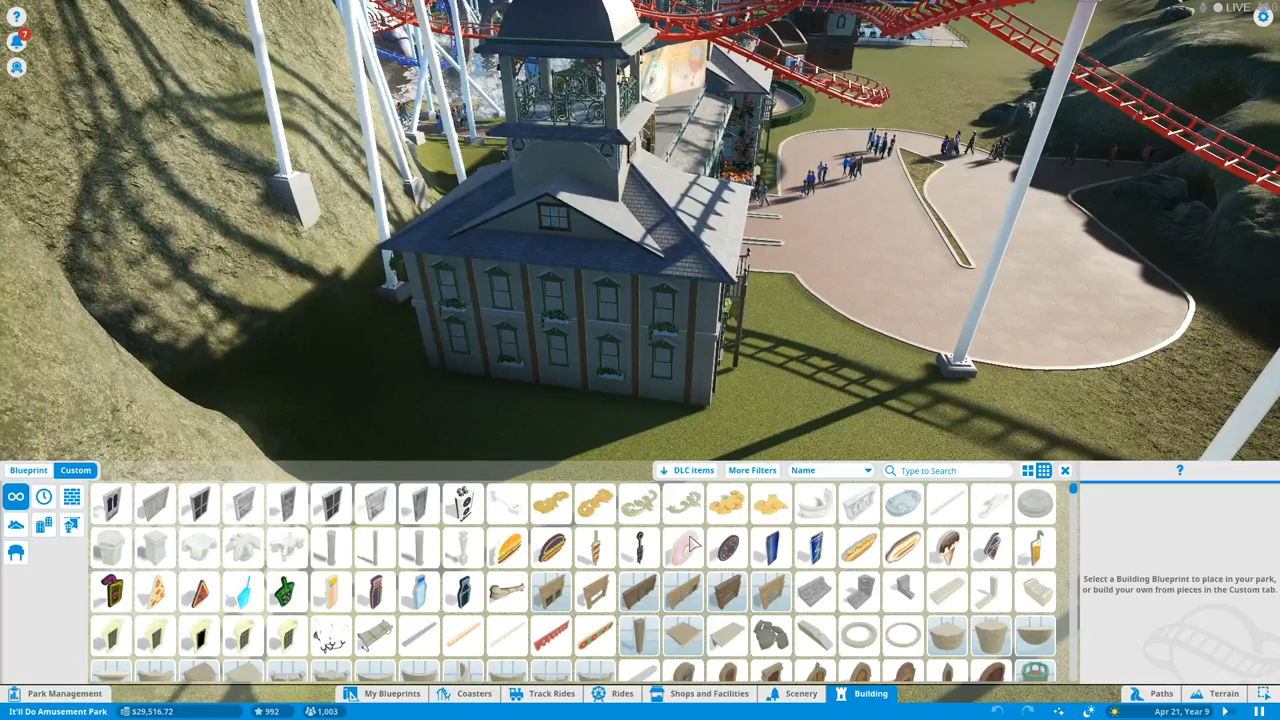 ?
LIVE
7
Blueprint
Custom
DLC items
More Filters
Name
Type to Search
?
Select a Building Blueprint to place in your park,
or build your own from pieces in the Custom tab.
Park Management
My Blueprints
Coasters
Track Rides
Rides
Shops and Facilities
Scenery
Building
Paths
Terrain
It'll Do Amusement Park
$29,516.72
992
1,003
Apr 21, Year 9